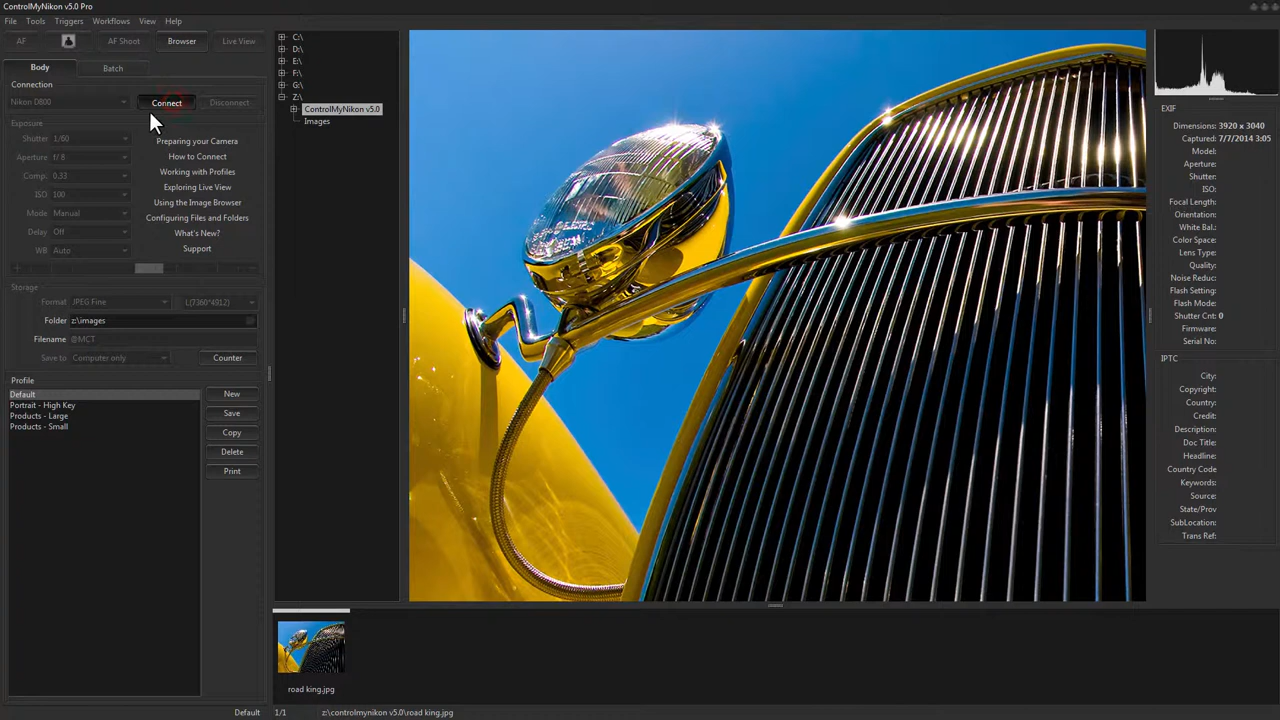 ControlMyNikon v5.0 Pro
File Tools Triggers Workflows View Help
AF AF Shoot Browser Live View
Body Batch
Connection
Nikon D800 Connect Disconnect
Exposure
Shutter 1/60
Aperture f/ 8
Comp. 0.33
ISO 100
Mode Manual
Delay Off
WB Auto
Preparing your Camera
How to Connect
Working with Profiles
Exploring Live View
Using the Image Browser
Configuring Files and Folders
What's New?
Support
Storage
Format JPEG Fine L(7360*4912)
Folder z:\images
Filename @MCT
Save to Computer only Counter
Profile
Default
Portrait - High Key
Products - Large
Products - Small
New
Save
Copy
Delete
Print
C:\
D:\
E:\
F:\
G:\
Z:\
ControlMyNikon v5.0
Images
EXIF
Dimensions: 3920 x 3040
Captured: 7/7/2014 3:05
Model:
Aperture:
Shutter:
ISO:
Focal Length:
Orientation:
White Bal.:
Color Space:
Lens Type:
Quality:
Noise Reduc:
Flash Setting:
Flash Mode:
Shutter Cnt: 0
Firmware:
Serial No:
IPTC
City:
Copyright:
Country:
Credit:
Description:
Doc Title:
Headline:
Country Code
Keywords:
Source:
State/Prov
SubLocation:
Trans Ref:
road king.jpg
Default 1/1 z:\controlmynikon v5.0\road king.jpg